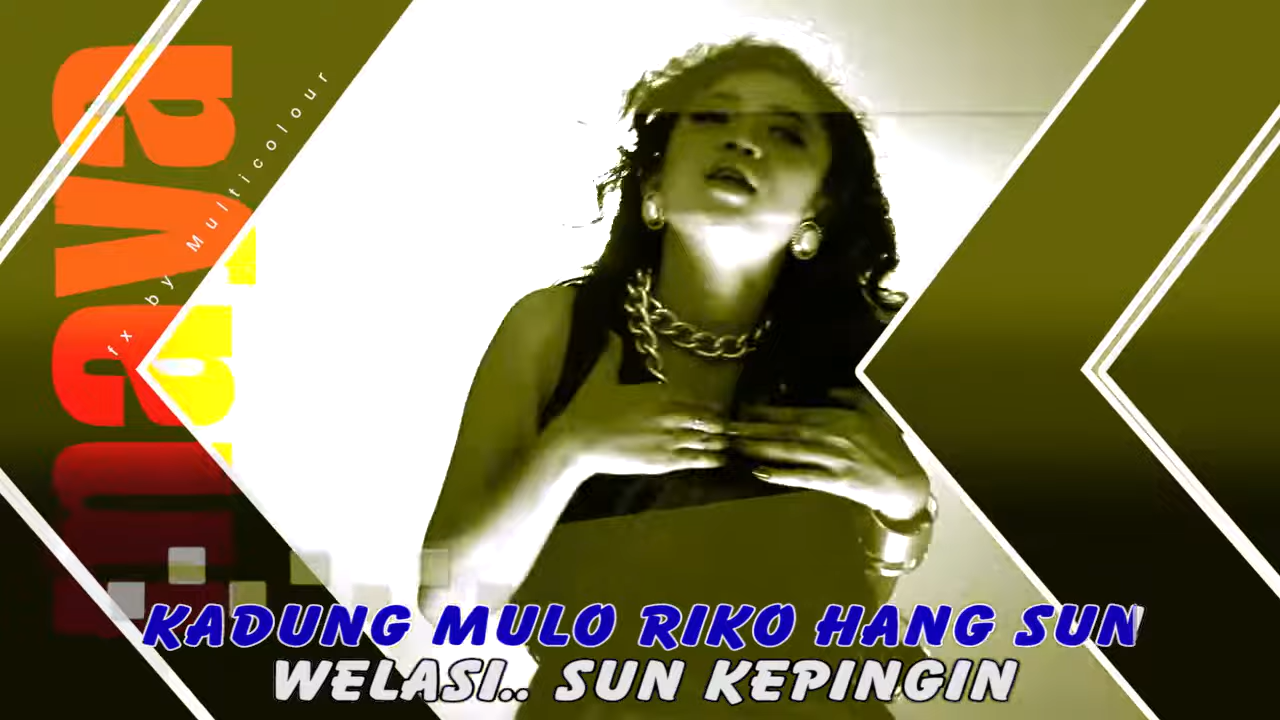 maya
fx by Multicolour
KADUNG MULO RIKO HANG SUN
WELASI.. SUN KEPINGIN